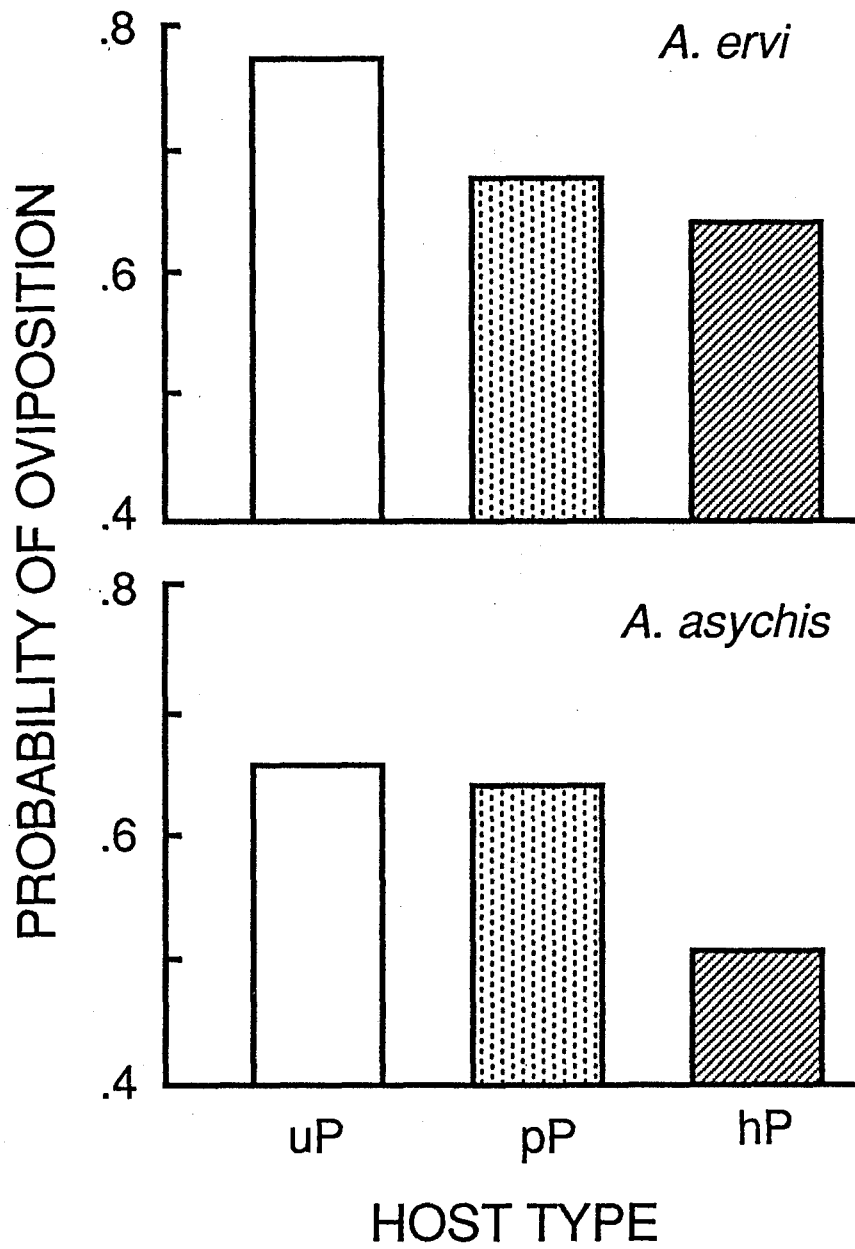 PROBABILITY OF OVIPOSITION
.8
.6
.4
A. ervi
.8
.6
.4
A. asychis
uP pP hP
HOST TYPE